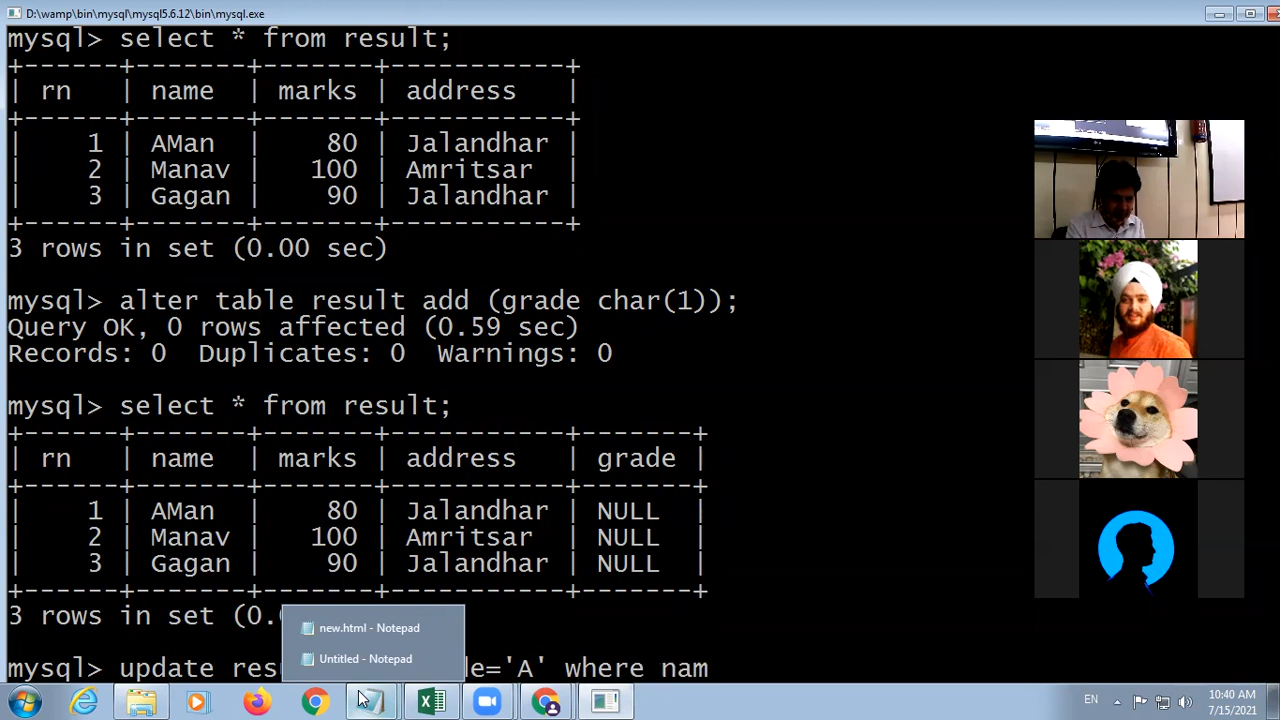 D:\wamp\bin\mysql\mysql5.6.12\bin\mysql.exe
mysql> select * from result;
+------+-------+-------+-----------+
| rn | name | marks | address |
+------+-------+-------+-----------+
| 1 | AMan | 80 | Jalandhar |
| 2 | Manav | 100 | Amritsar |
| 3 | Gagan | 90 | Jalandhar |
+------+-------+-------+-----------+
3 rows in set (0.00 sec)
mysql> alter table result add (grade char(1));
Query OK, 0 rows affected (0.59 sec)
Records: 0 Duplicates: 0 Warnings: 0
mysql> select * from result;
+------+-------+-------+-----------+-------+
| rn | name | marks | address | grade |
+------+-------+-------+-----------+-------+
| 1 | AMan | 80 | Jalandhar | NULL |
| 2 | Manav | 100 | Amritsar | NULL |
| 3 | Gagan | 90 | Jalandhar | NULL |
+------+-------+-------+-----------+-------+
3 rows in set (0.
new.html - Notepad
Untitled - Notepad
mysql> update res e='A' where nam
EN
10:40 AM
7/15/2021